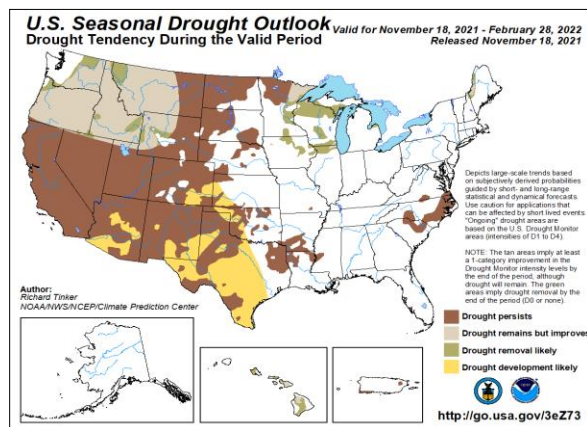 U.S. Seasonal Drought Outlook
Drought Tendency During the Valid Period
Valid for November 18, 2021 - February 28, 2022
Released November 18, 2021
Depicts large-scale trends based
on subjectively derived probabilities
guided by short- and long-range
statistical and dynamical forecasts.
Use caution for applications that
can be affected by short lived events.
"Ongoing" drought areas are
based on the U.S. Drought Monitor
areas (intensities of D1 to D4).
NOTE: The tan areas imply at least
a 1-category improvement in the
Drought Monitor intensity levels by
the end of the period, although
drought will remain. The green
areas imply drought removal by the
end of the period (D0 or none).
Author:
Richard Tinker
NOAA/NWS/NCEP/Climate Prediction Center
Drought persists
Drought remains but improves
Drought removal likely
Drought development likely
http://go.usa.gov/3eZ73